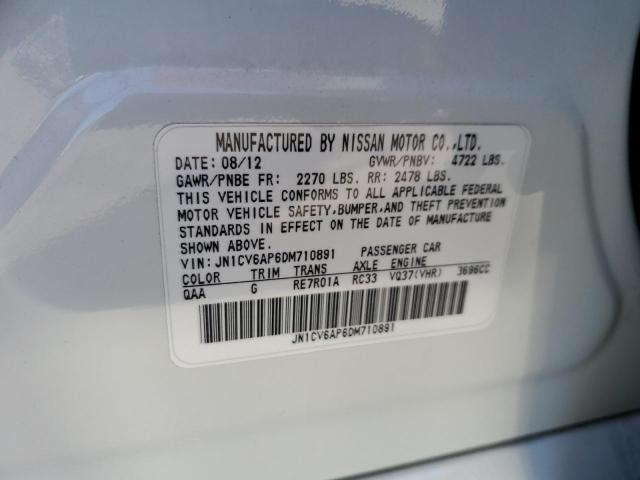 MANUFACTURED BY NISSAN MOTOR CO.,LTD.
DATE: 08/12 GVWR/PNBV: 4722 LBS.
GAWR/PNBE FR: 2270 LBS. RR: 2478 LBS.
THIS VEHICLE CONFORMS TO ALL APPLICABLE FEDERAL
MOTOR VEHICLE SAFETY,BUMPER,AND THEFT PREVENTION
STANDARDS IN EFFECT ON THE DATE OF MANUFACTURE
SHOWN ABOVE.
VIN: JN1CV6AP6DM710891 PASSENGER CAR
COLOR TRIM TRANS AXLE ENGINE
QAA G RE7R01A RC33 VQ37(VHR) 3696CC
JN1CV6AP6DM710891